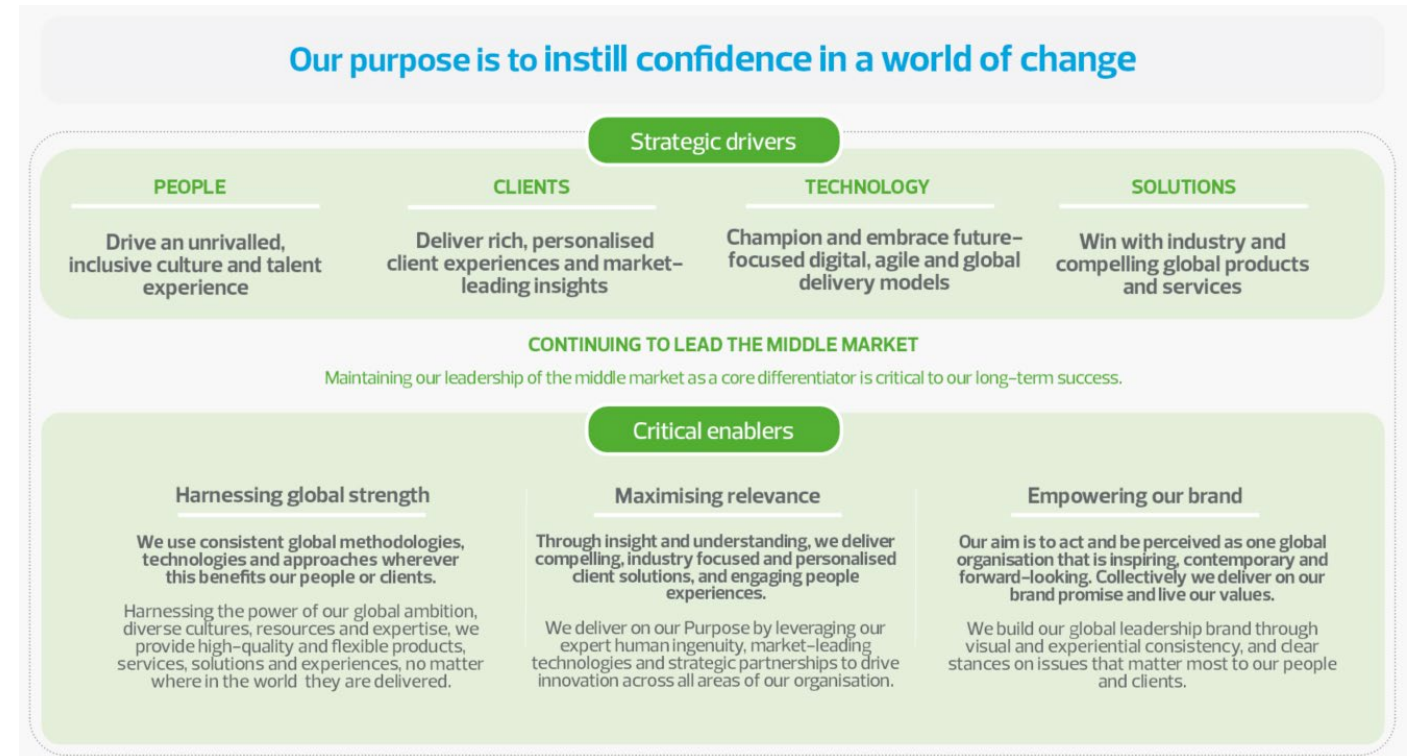 Our purpose is to instill confidence in a world of change
Strategic drivers
PEOPLE
Drive an unrivalled,
inclusive culture and talent
experience
CLIENTS
Deliver rich, personalised
client experiences and market-
leading insights
TECHNOLOGY
Champion and embrace future-
focused digital, agile and global
delivery models
SOLUTIONS
Win with industry and
compelling global products
and services
CONTINUING TO LEAD THE MIDDLE MARKET
Maintaining our leadership of the middle market as a core differentiator is critical to our long-term success.
Critical enablers
Harnessing global strength
We use consistent global methodologies,
technologies and approaches wherever
this benefits our people or clients.
Harnessing the power of our global ambition,
diverse cultures, resources and expertise, we
provide high-quality and flexible products,
services, solutions and experiences, no matter
where in the world they are delivered.
Maximising relevance
Through insight and understanding, we deliver
compelling, industry focused and personalised
client solutions, and engaging people
experiences.
We deliver on our Purpose by leveraging our
expert human ingenuity, market-leading
technologies and strategic partnerships to drive
innovation across all areas of our organisation.
Empowering our brand
Our aim is to act and be perceived as one global
organisation that is inspiring, contemporary and
forward-looking. Collectively we deliver on our
brand promise and live our values.
We build our global leadership brand through
visual and experiential consistency, and clear
stances on issues that matter most to our people
and clients.